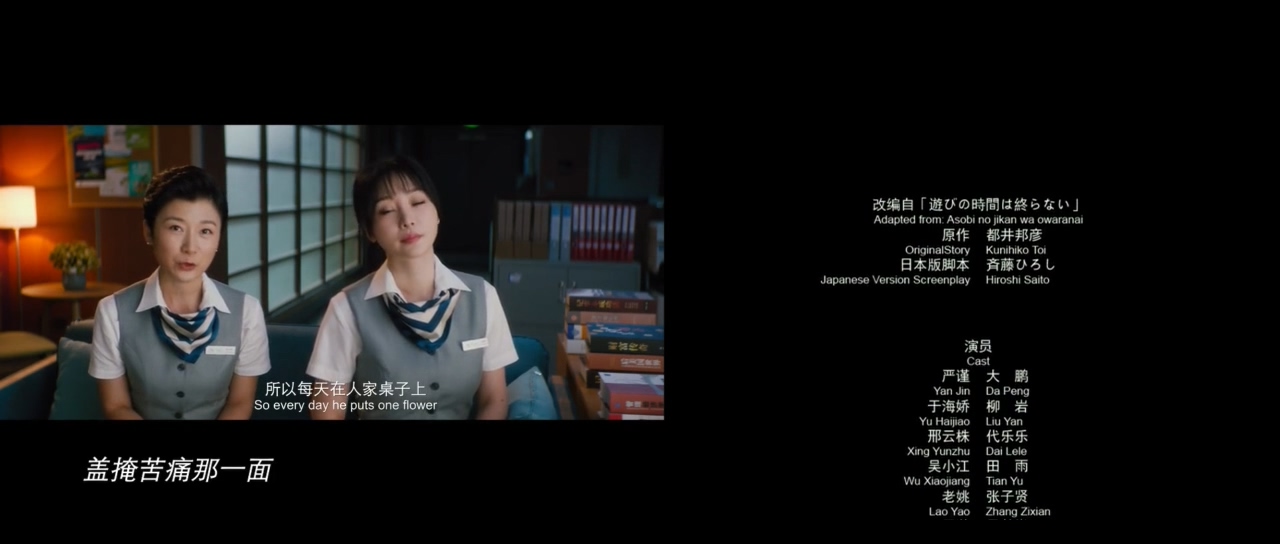 所以每天在人家桌子上
So every day he puts one flower
盖掩苦痛那一面
改编自「遊びの時間は終らない」
Adapted from: Asobi no jikan wa owaranai
原作 都井邦彦
OriginalStory Kunihiko Toi
日本版脚本 斉藤ひろし
Japanese Version Screenplay Hiroshi Saito
演员
Cast
严谨 大 鹏
Yan Jin Da Peng
于海娇 柳 岩
Yu Haijiao Liu Yan
邢云株 代乐乐
Xing Yunzhu Dai Lele
吴小江 田 雨
Wu Xiaojiang Tian Yu
老姚 张子贤
Lao Yao Zhang Zixian